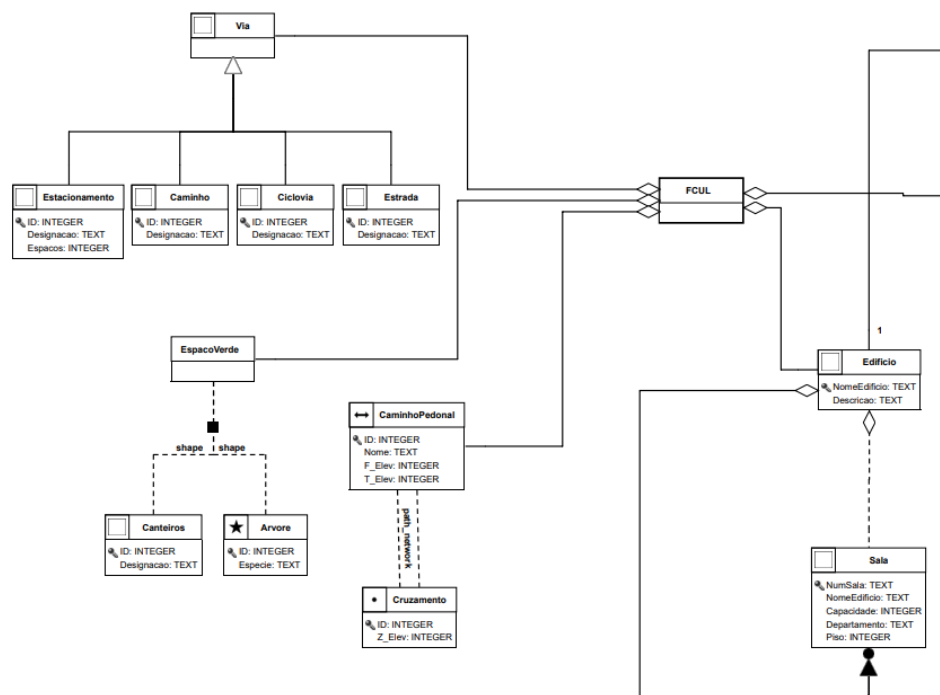 Via
Estacionamento
ID: INTEGER
Designacao: TEXT
Espacos: INTEGER
Caminho
ID: INTEGER
Designacao: TEXT
Ciclovia
ID: INTEGER
Designacao: TEXT
Estrada
ID: INTEGER
Designacao: TEXT
FCUL
1
Edificio
NomeEdificio: TEXT
Descricao: TEXT
EspacoVerde
shape
shape
Canteiros
ID: INTEGER
Designacao: TEXT
Arvore
ID: INTEGER
Especie: TEXT
CaminhoPedonal
ID: INTEGER
Nome: TEXT
F_Elev: INTEGER
T_Elev: INTEGER
path_network
Cruzamento
ID: INTEGER
Z_Elev: INTEGER
Sala
NumSala: TEXT
NomeEdificio: TEXT
Capacidade: INTEGER
Departamento: TEXT
Piso: INTEGER